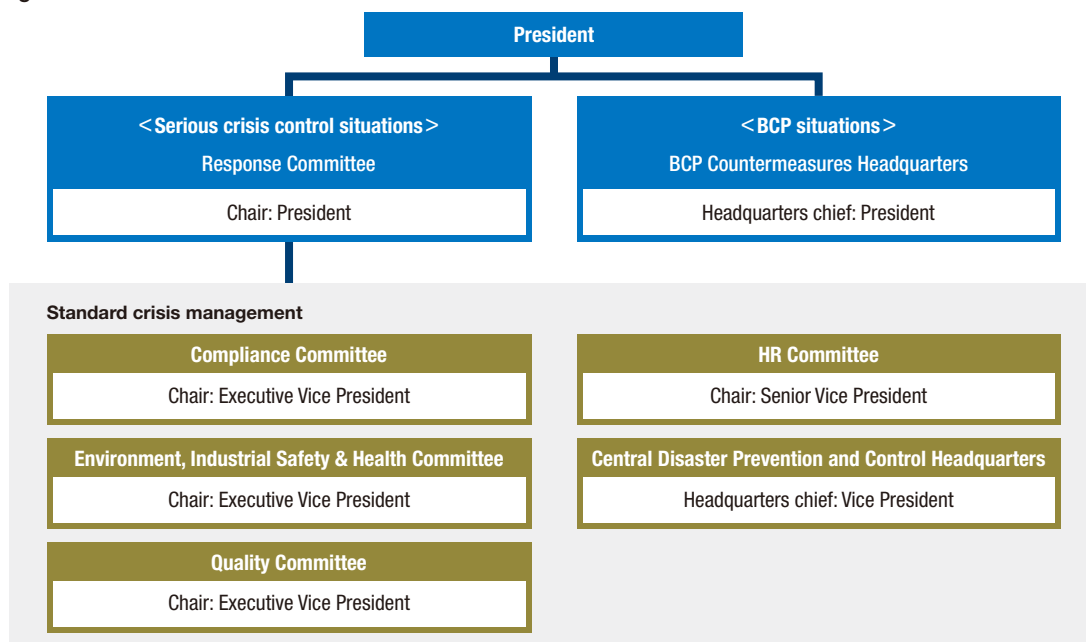 President
<Serious crisis control situations>
Response Committee
Chair: President
<BCP situations>
BCP Countermeasures Headquarters
Headquarters chief: President
Standard crisis management
Compliance Committee
Chair: Executive Vice President
HR Committee
Chair: Senior Vice President
Environment, Industrial Safety & Health Committee
Chair: Executive Vice President
Central Disaster Prevention and Control Headquarters
Headquarters chief: Vice President
Quality Committee
Chair: Executive Vice President